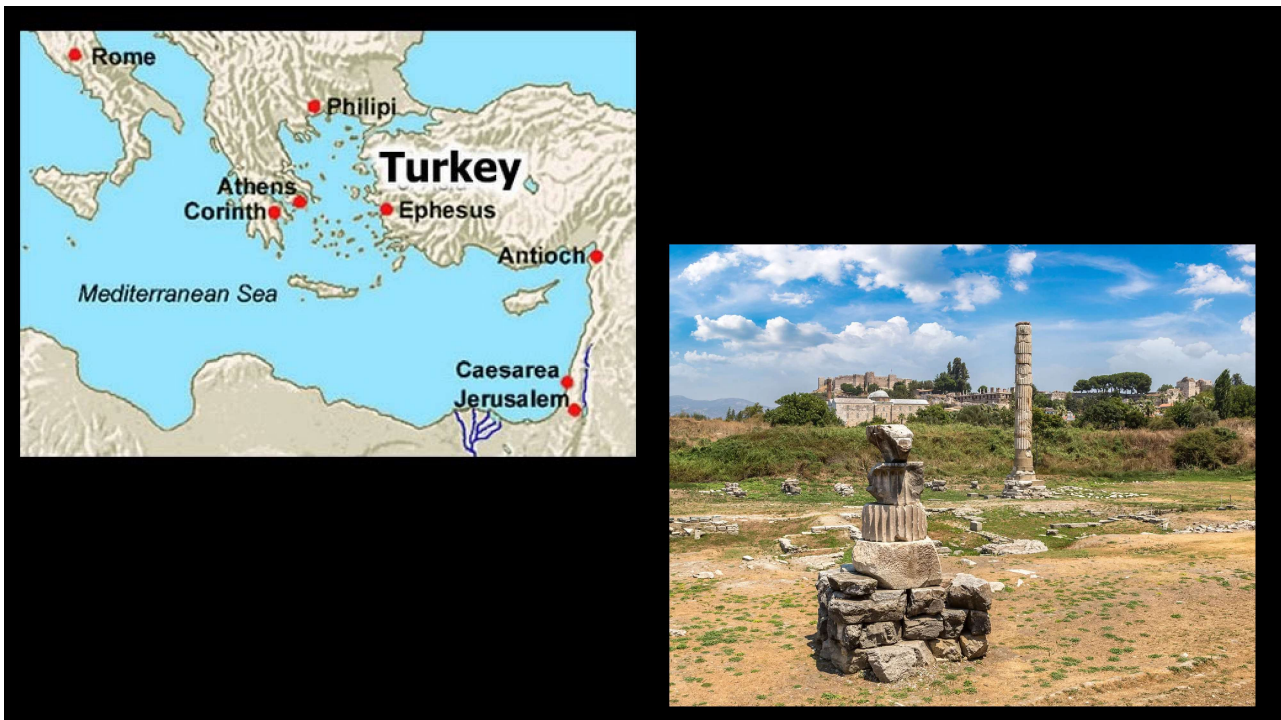 Rome
Philipi
Turkey
Athens
Corinth
Ephesus
Antioch
Mediterranean Sea
Caesarea
Jerusalem